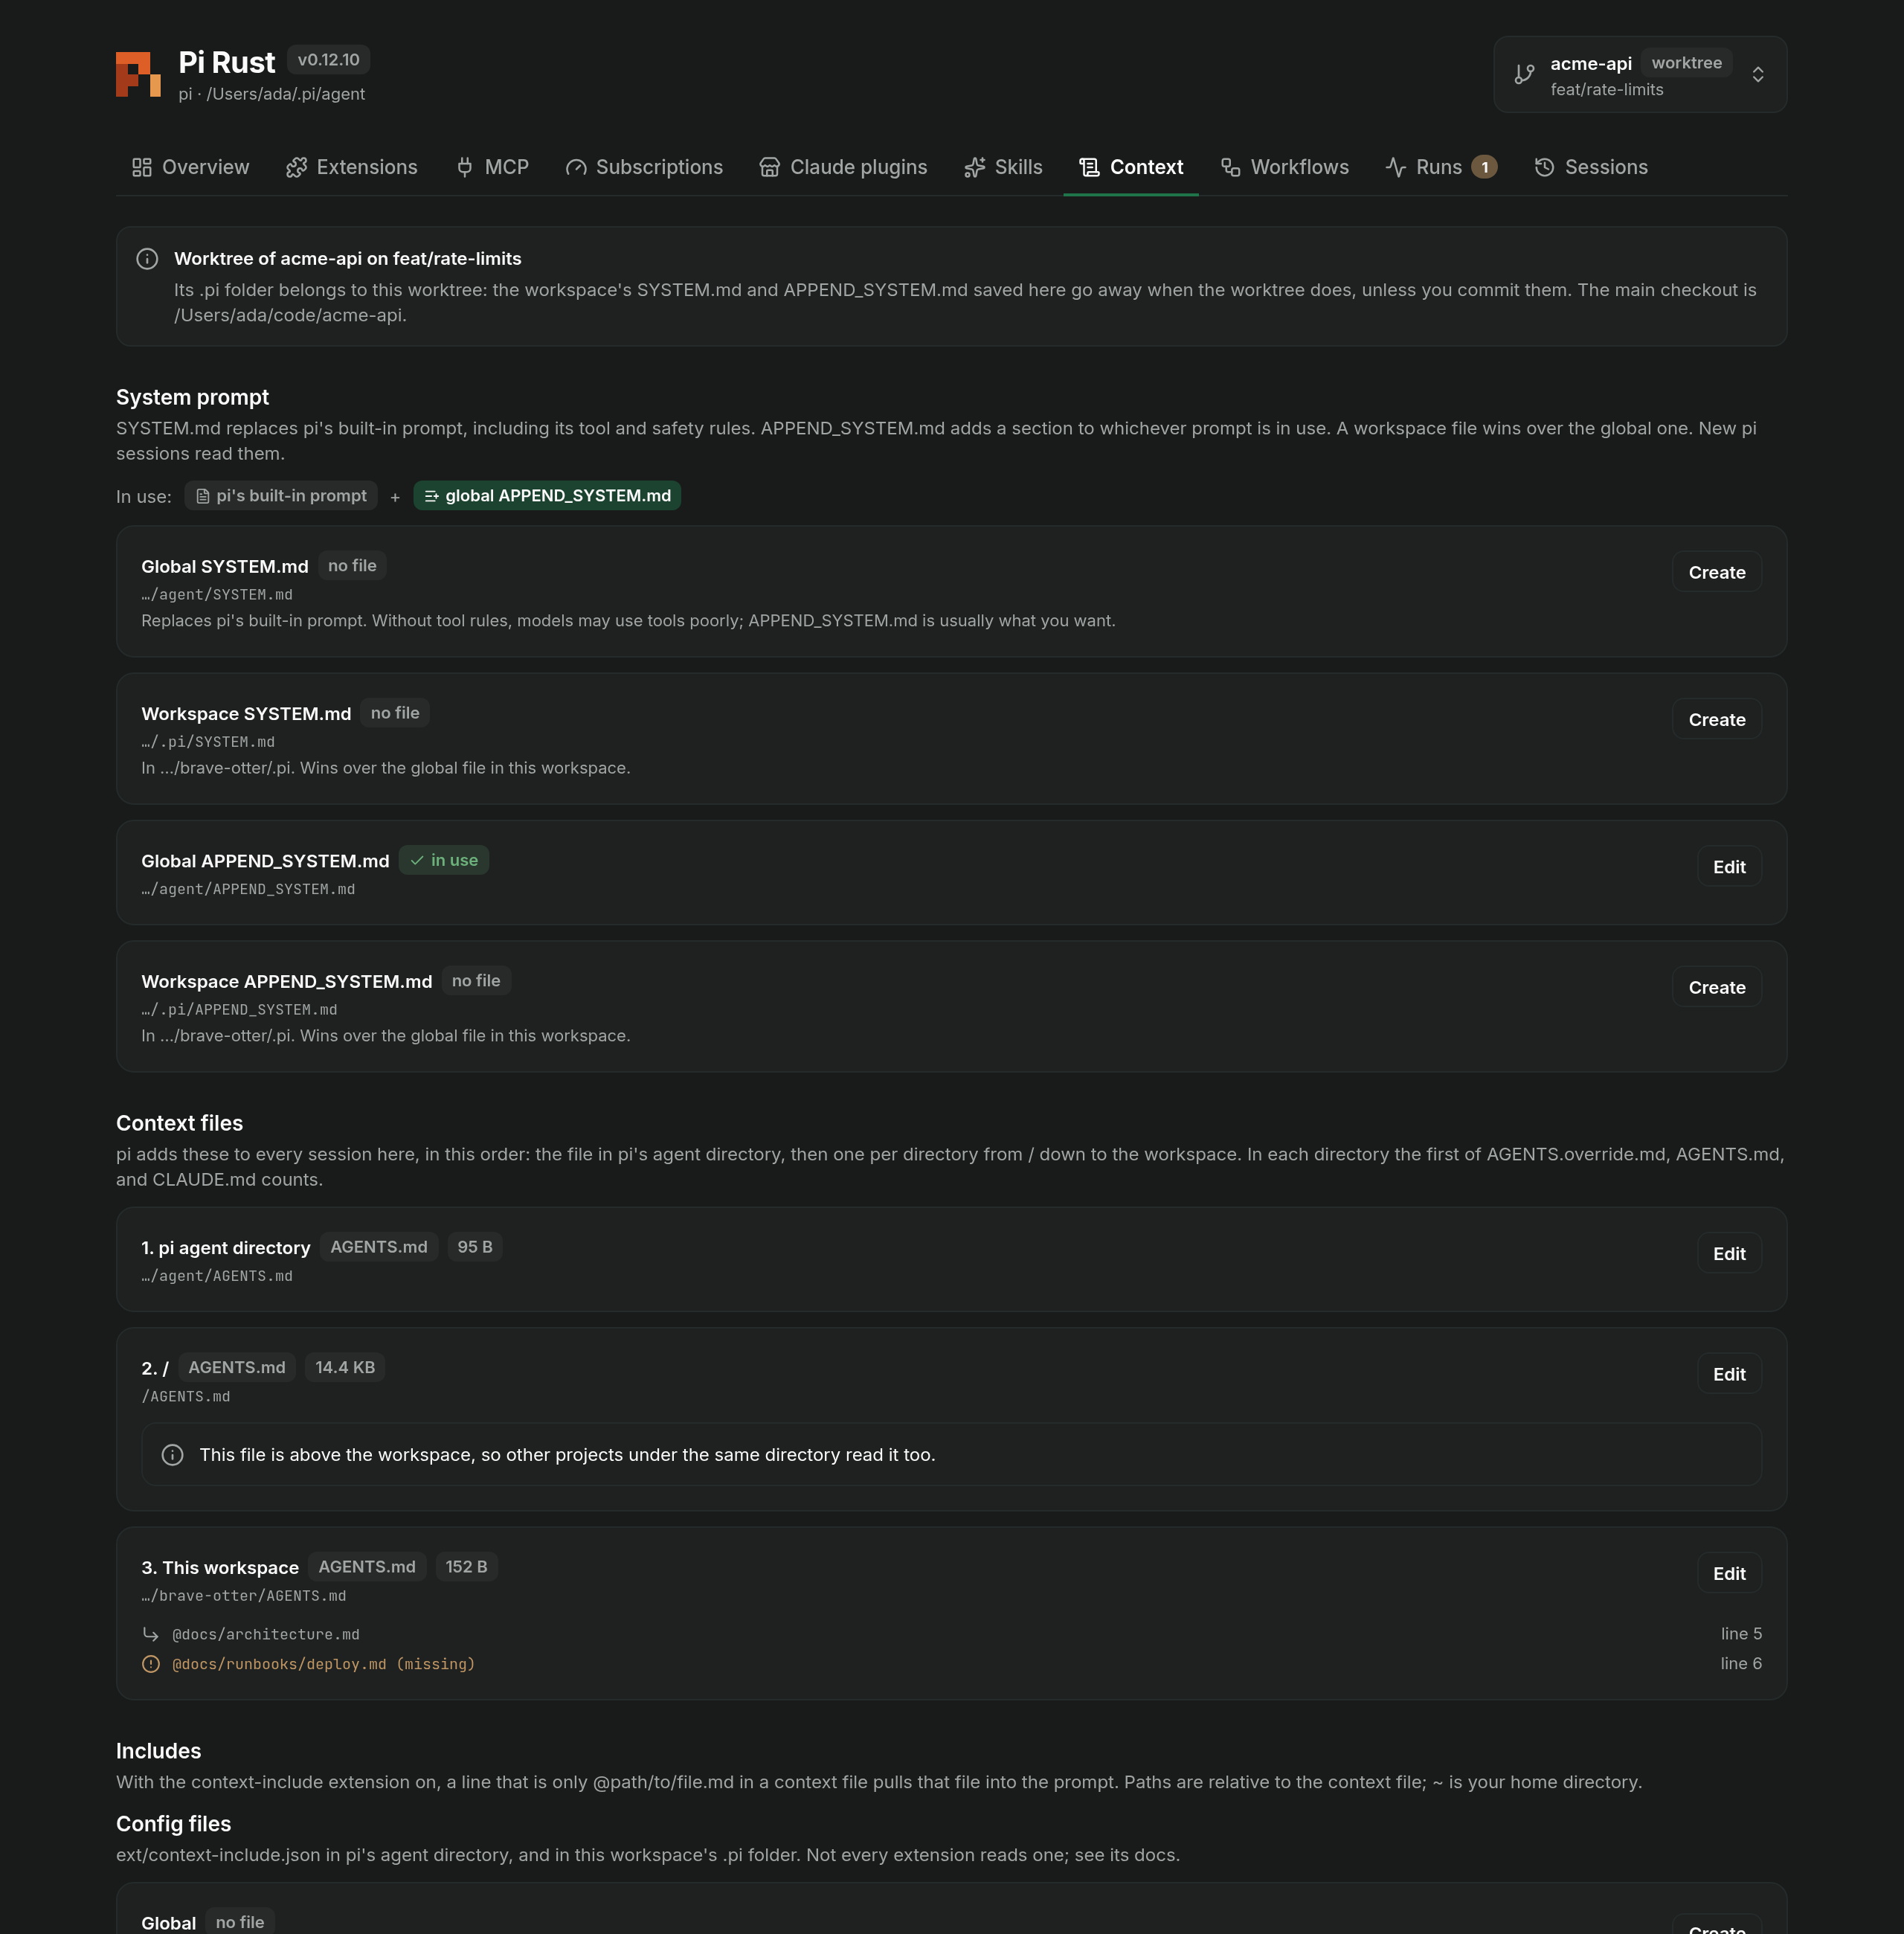 Pi Rust v0.12.10
pi · /Users/ada/.pi/agent
acme-api worktree
feat/rate-limits
Overview Extensions MCP Subscriptions Claude plugins Skills Context Workflows Runs 1 Sessions
Worktree of acme-api on feat/rate-limits
Its .pi folder belongs to this worktree: the workspace's SYSTEM.md and APPEND_SYSTEM.md saved here go away when the worktree does, unless you commit them. The main checkout is
/Users/ada/code/acme-api.
System prompt
SYSTEM.md replaces pi's built-in prompt, including its tool and safety rules. APPEND_SYSTEM.md adds a section to whichever prompt is in use. A workspace file wins over the global one. New pi
sessions read them.
In use: pi's built-in prompt + global APPEND_SYSTEM.md
Global SYSTEM.md no file Create
…/agent/SYSTEM.md
Replaces pi's built-in prompt. Without tool rules, models may use tools poorly; APPEND_SYSTEM.md is usually what you want.
Workspace SYSTEM.md no file Create
…/.pi/SYSTEM.md
In …/brave-otter/.pi. Wins over the global file in this workspace.
Global APPEND_SYSTEM.md in use Edit
…/agent/APPEND_SYSTEM.md
Workspace APPEND_SYSTEM.md no file Create
…/.pi/APPEND_SYSTEM.md
In …/brave-otter/.pi. Wins over the global file in this workspace.
Context files
pi adds these to every session here, in this order: the file in pi's agent directory, then one per directory from / down to the workspace. In each directory the first of AGENTS.override.md, AGENTS.md,
and CLAUDE.md counts.
1. pi agent directory AGENTS.md 95 B Edit
…/agent/AGENTS.md
2. / AGENTS.md 14.4 KB Edit
/AGENTS.md
This file is above the workspace, so other projects under the same directory read it too.
3. This workspace AGENTS.md 152 B Edit
…/brave-otter/AGENTS.md
@docs/architecture.md line 5
@docs/runbooks/deploy.md (missing) line 6
Includes
With the context-include extension on, a line that is only @path/to/file.md in a context file pulls that file into the prompt. Paths are relative to the context file; ~ is your home directory.
Config files
ext/context-include.json in pi's agent directory, and in this workspace's .pi folder. Not every extension reads one; see its docs.
Global no file Create